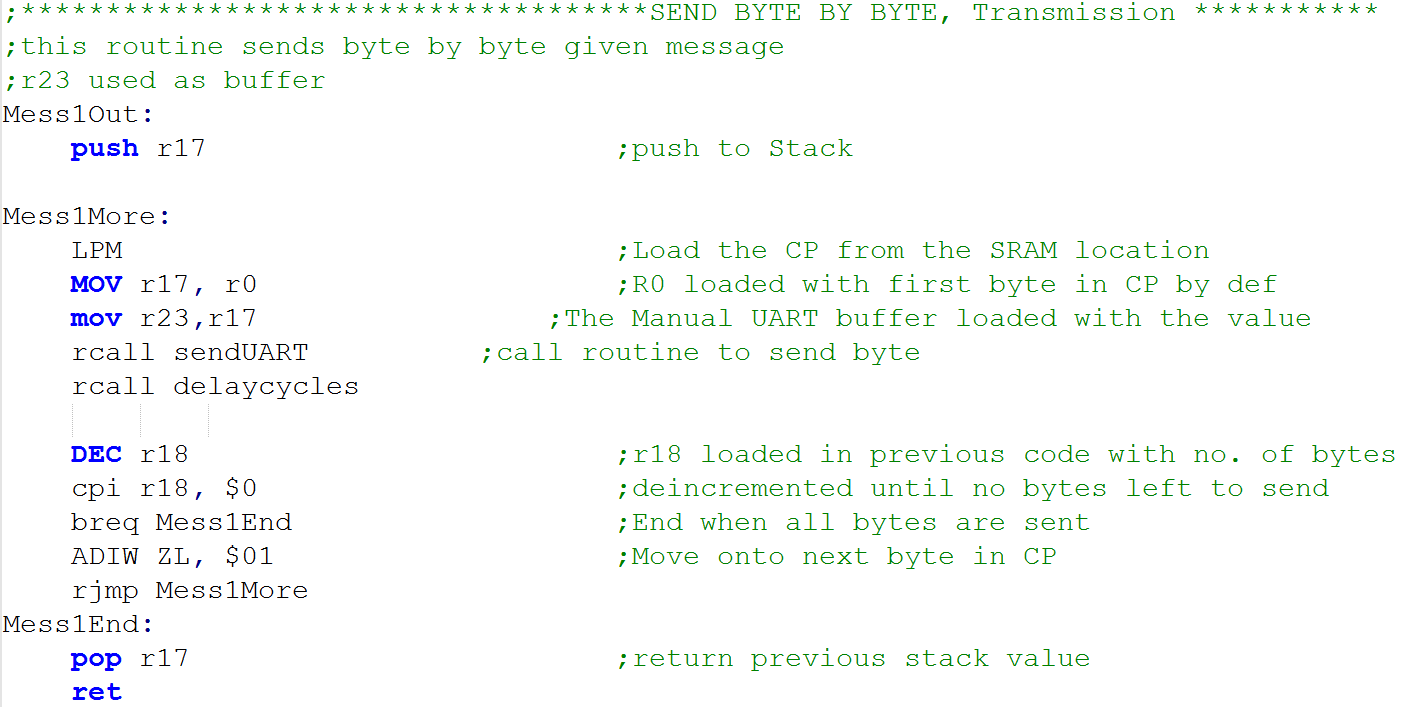 ;*************************************SEND BYTE BY BYTE, Transmission ***********
;this routine sends byte by byte given message
;r23 used as buffer
Mess1Out:
push r17 ;push to Stack
Mess1More:
LPM ;Load the CP from the SRAM location
MOV r17, r0 ;R0 loaded with first byte in CP by def
mov r23,r17 ;The Manual UART buffer loaded with the value
rcall sendUART ;call routine to send byte
rcall delaycycles
DEC r18 ;r18 loaded in previous code with no. of bytes
cpi r18, $0 ;deincremented until no bytes left to send
breq Mess1End ;End when all bytes are sent
ADIW ZL, $01 ;Move onto next byte in CP
rjmp Mess1More
Mess1End:
pop r17 ;return previous stack value
ret